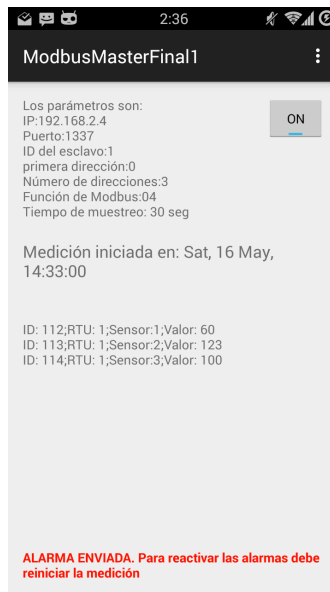 2:36
ModbusMasterFinal1
Los parámetros son:
IP:192.168.2.4
Puerto:1337
ID del esclavo:1
primera dirección:0
Número de direcciones:3
Función de Modbus:04
Tiempo de muestreo: 30 seg
ON
Medición iniciada en: Sat, 16 May,
14:33:00
ID: 112;RTU: 1;Sensor:1;Valor: 60
ID: 113;RTU: 1;Sensor:2;Valor: 123
ID: 114;RTU: 1;Sensor:3;Valor: 100
ALARMA ENVIADA. Para reactivar las alarmas debe
reiniciar la medición